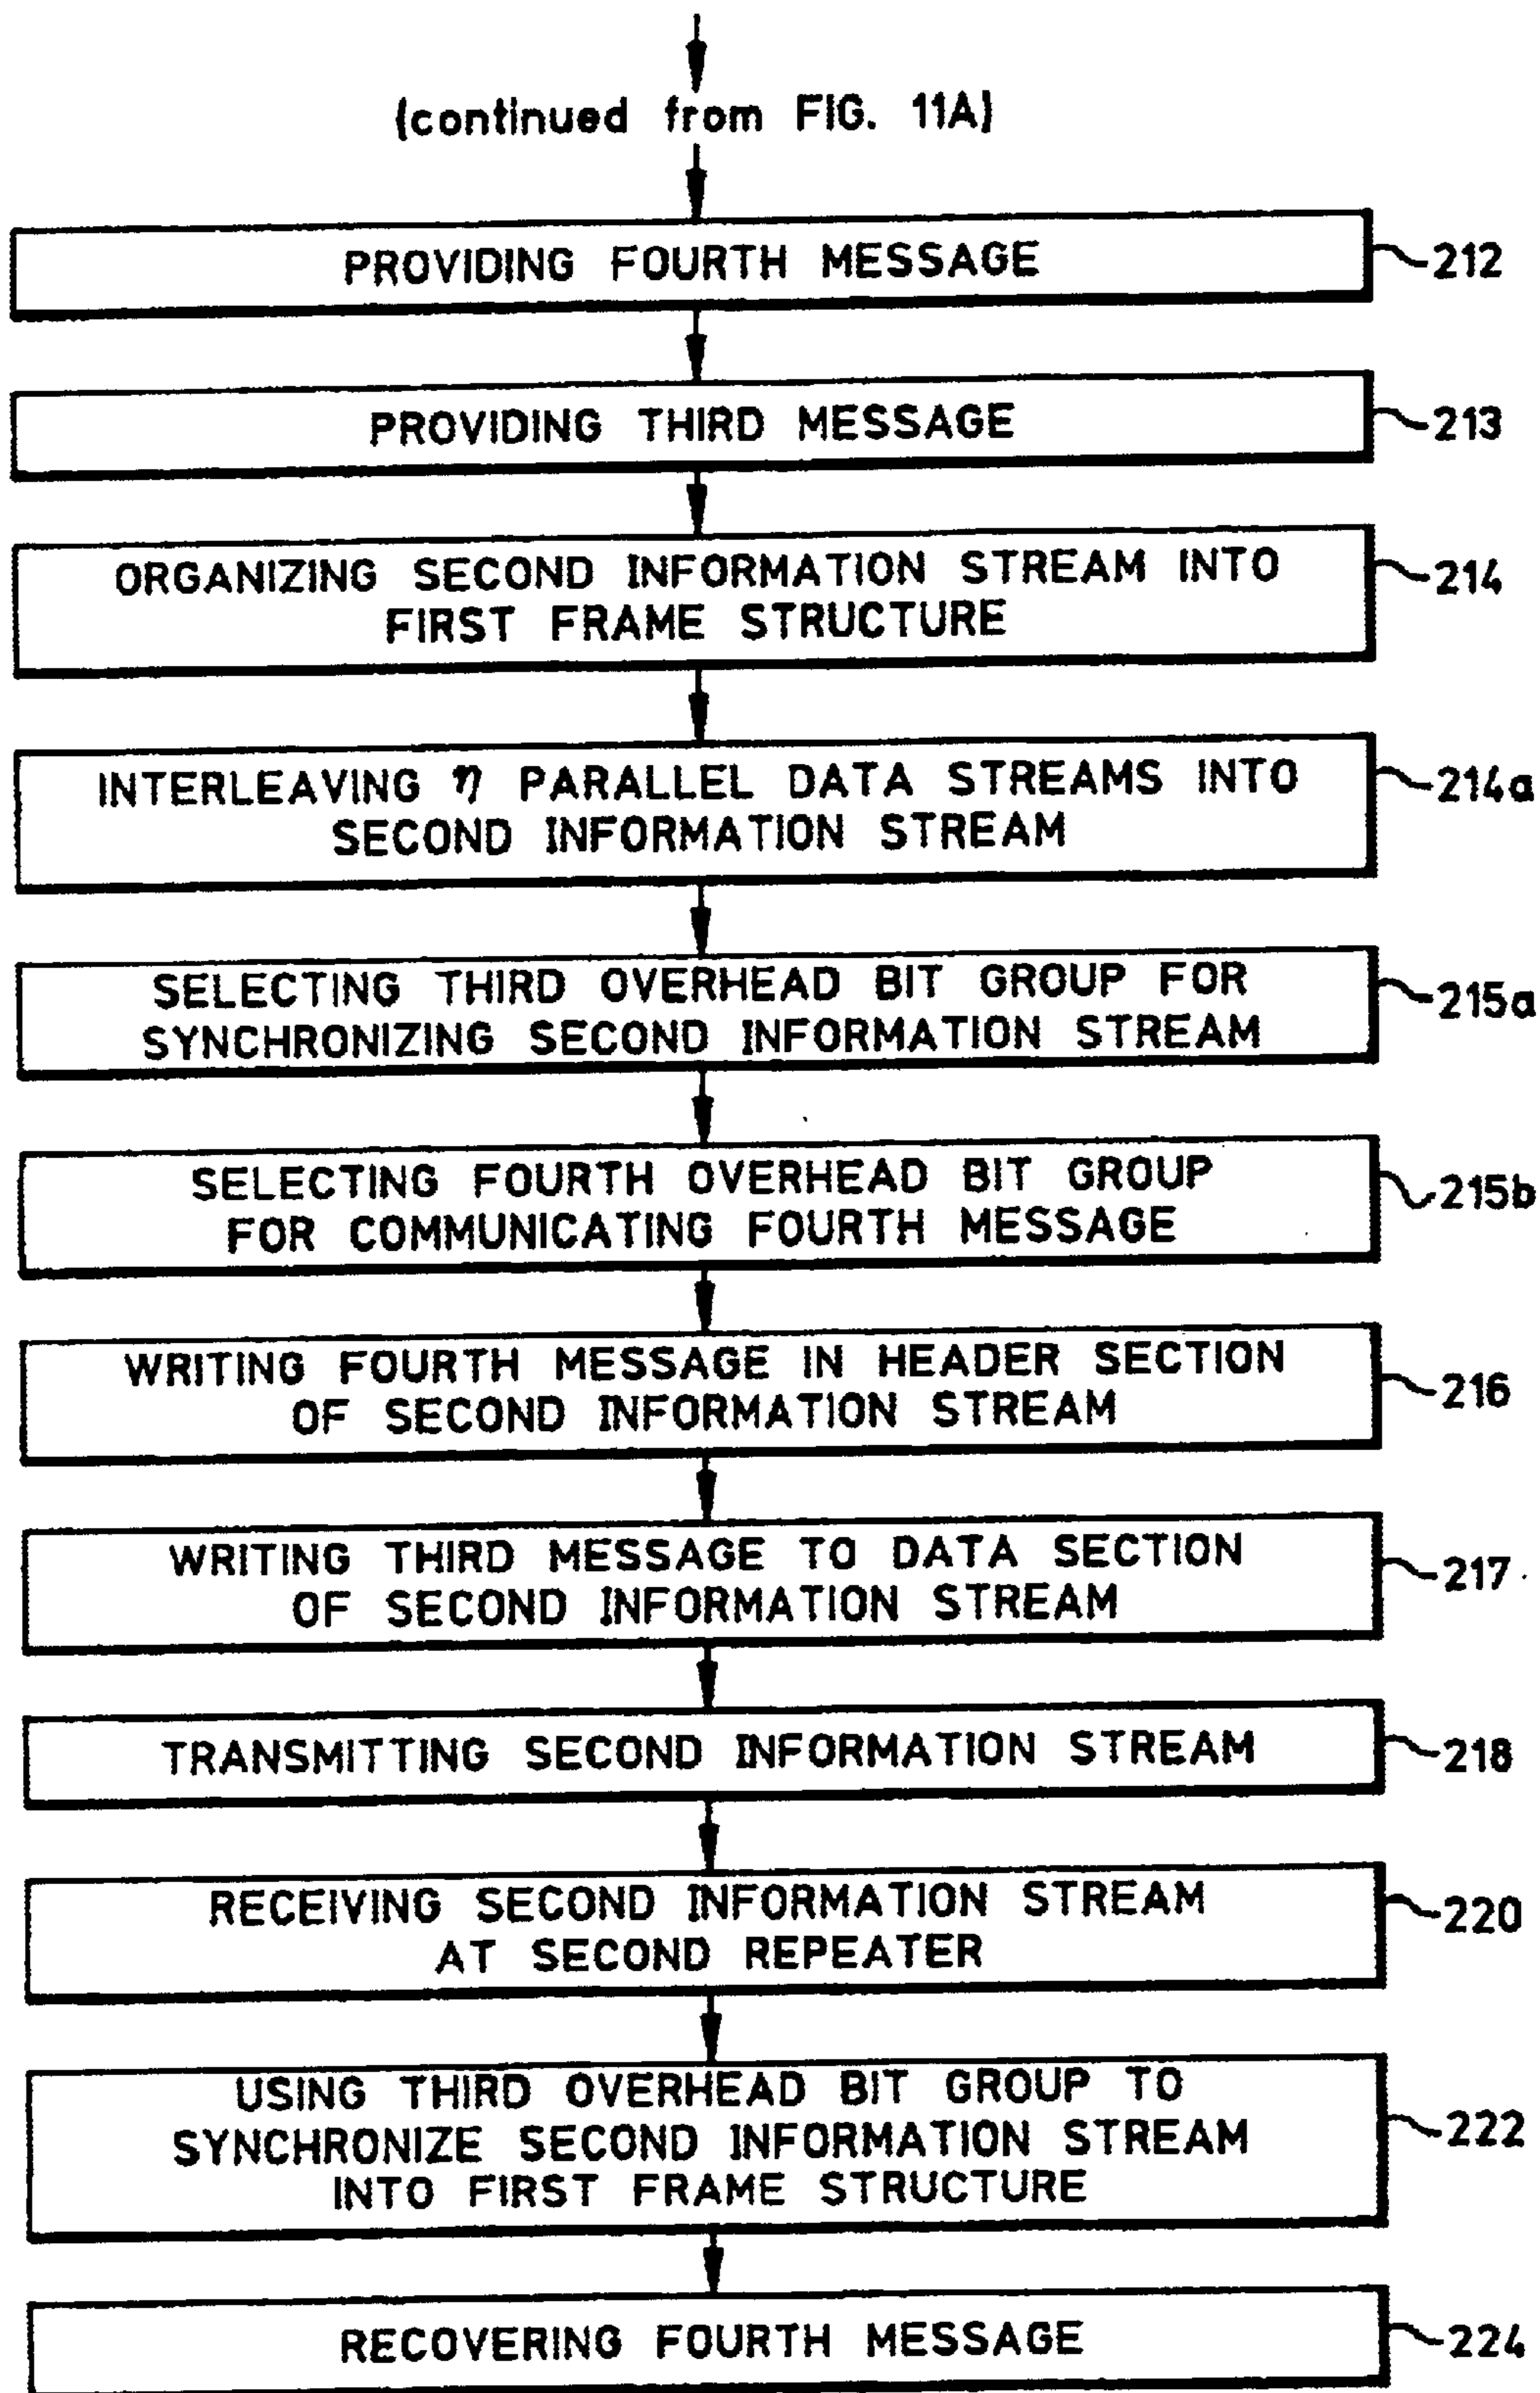 (continued from FIG. 11A)
PROVIDING FOURTH MESSAGE
212
PROVIDING THIRD MESSAGE
213
ORGANIZING SECOND INFORMATION STREAM INTO
FIRST FRAME STRUCTURE
214
INTERLEAVING η PARALLEL DATA STREAMS INTO
SECOND INFORMATION STREAM
214a
SELECTING THIRD OVERHEAD BIT GROUP FOR
SYNCHRONIZING SECOND INFORMATION STREAM
215a
SELECTING FOURTH OVERHEAD BIT GROUP
FOR COMMUNICATING FOURTH MESSAGE
215b
WRITING FOURTH MESSAGE IN HEADER SECTION
OF SECOND INFORMATION STREAM
216
WRITING THIRD MESSAGE TO DATA SECTION
OF SECOND INFORMATION STREAM
217
TRANSMITTING SECOND INFORMATION STREAM
218
RECEIVING SECOND INFORMATION STREAM
AT SECOND REPEATER
220
USING THIRD OVERHEAD BIT GROUP TO
SYNCHRONIZE SECOND INFORMATION STREAM
INTO FIRST FRAME STRUCTURE
222
RECOVERING FOURTH MESSAGE
224